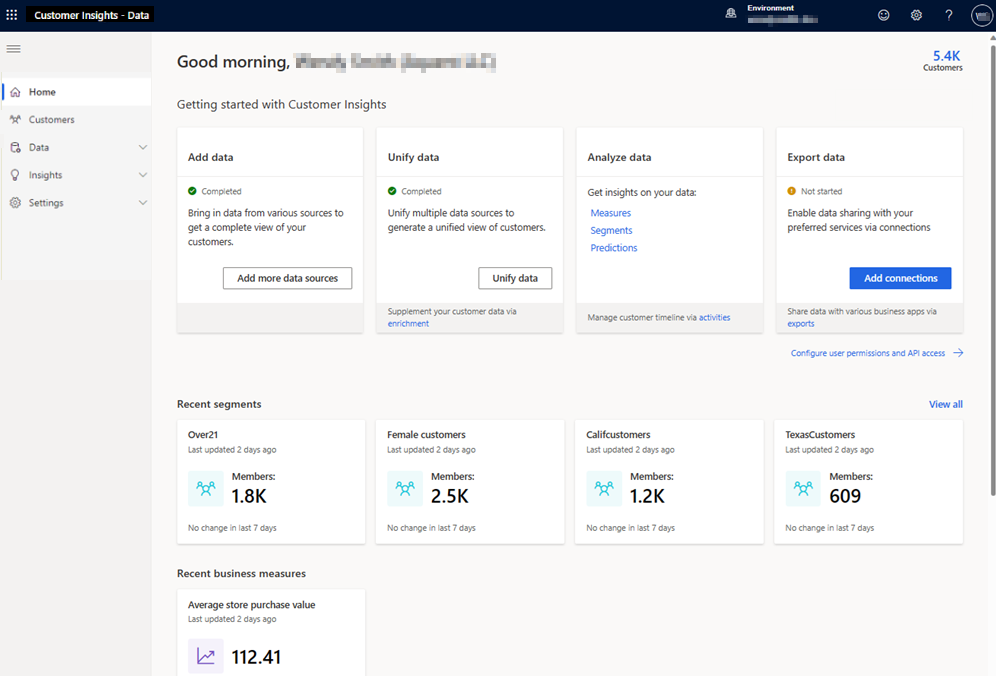 Customer Insights - Data
Environment
Good morning,
5.4K
Customers
Home
Customers
Data
Insights
Settings
Getting started with Customer Insights
Add data
Completed
Bring in data from various sources to
get a complete view of your
customers.
Add more data sources
Unify data
Completed
Unify multiple data sources to
generate a unified view of customers.
Unify data
Supplement your customer data via
enrichment
Analyze data
Get insights on your data:
Measures
Segments
Predictions
Manage customer timeline via activities
Export data
Not started
Enable data sharing with your
preferred services via connections
Add connections
Share data with various business apps via
exports
Configure user permissions and API access
Recent segments
View all
Over21
Last updated 2 days ago
Members:
1.8K
No change in last 7 days
Female customers
Last updated 2 days ago
Members:
2.5K
No change in last 7 days
Califcustomers
Last updated 2 days ago
Members:
1.2K
No change in last 7 days
TexasCustomers
Last updated 2 days ago
Members:
609
No change in last 7 days
Recent business measures
Average store purchase value
Last updated 2 days ago
112.41